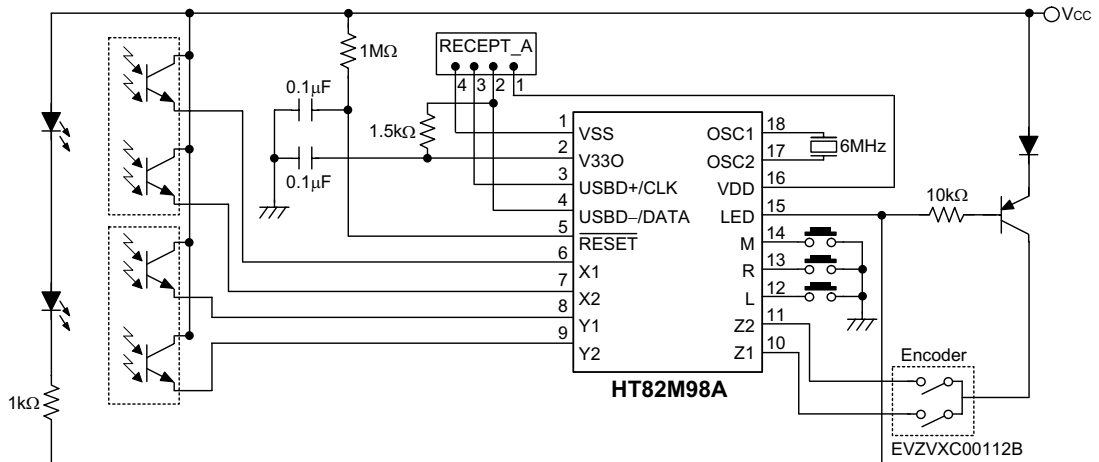 VCC
1MΩ
RECEPT_A
4 3 2 1
0.1µF
1.5kΩ
0.1µF
1 VSS
2 V33O
3 USBD+/CLK
4 USBD−/DATA
5 RESET
6 X1
7 X2
8 Y1
9 Y2
OSC1 18
OSC2 17
VDD 16
LED 15
M 14
R 13
L 12
Z2 11
Z1 10
6MHz
10kΩ
HT82M98A
Encoder
EVZVXC00112B
1kΩ